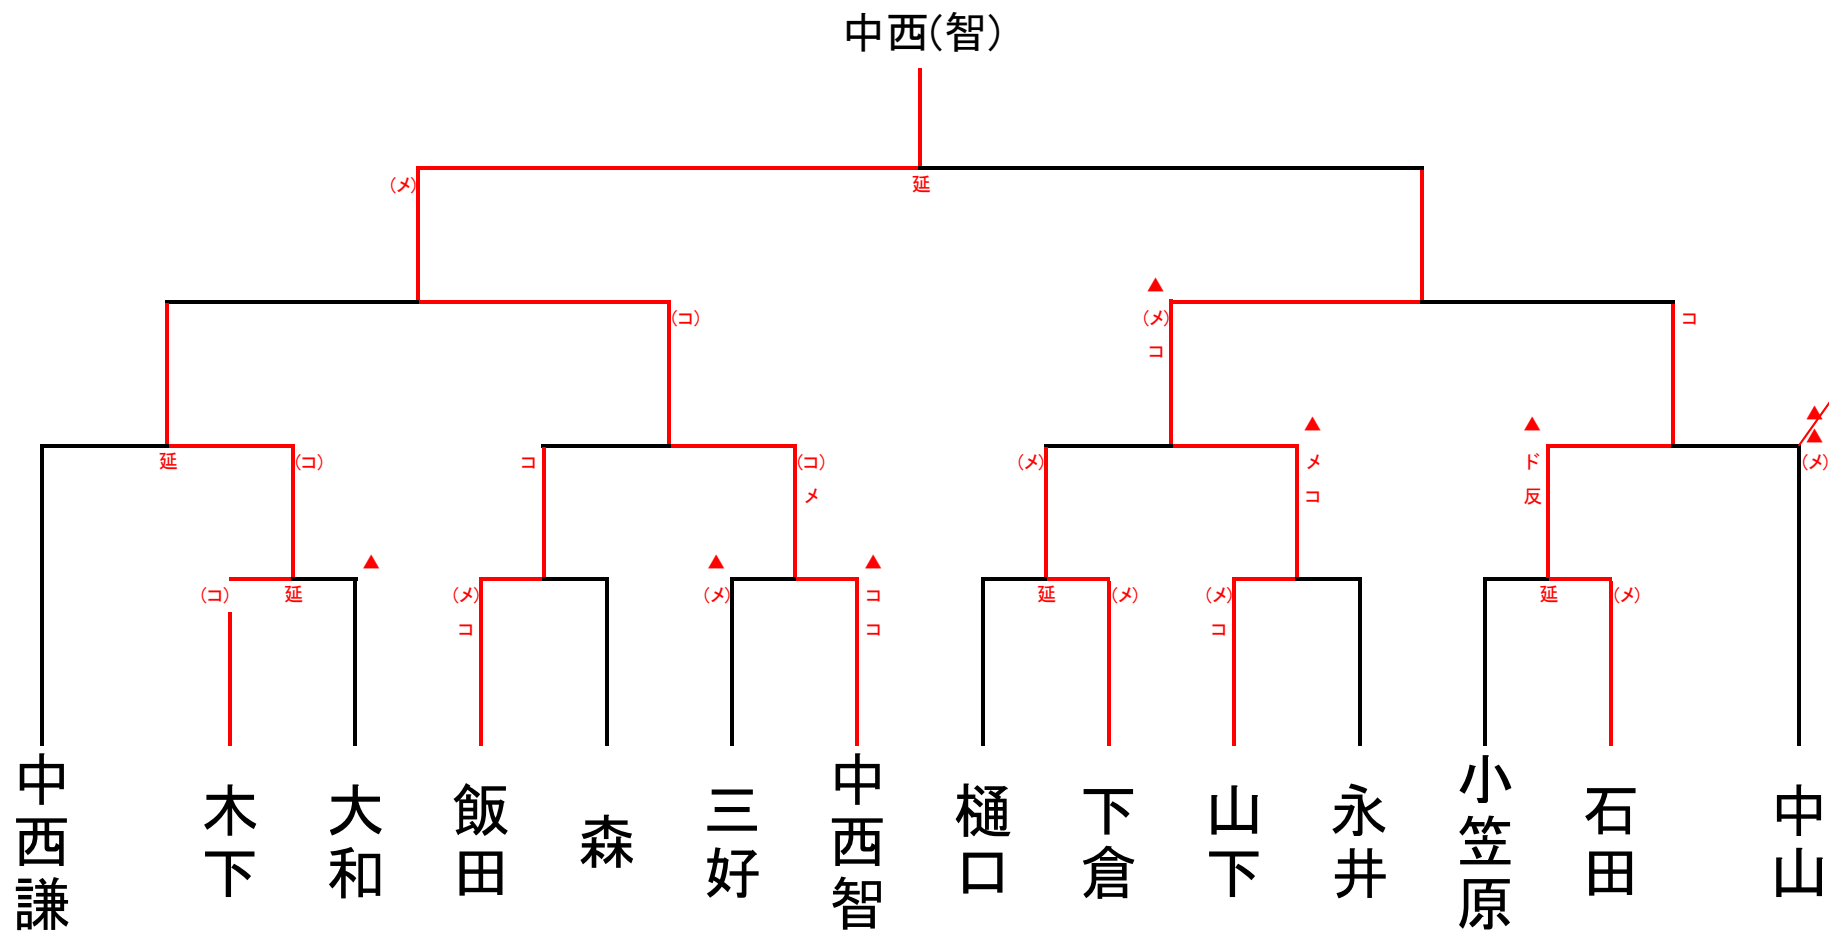 中西(智)
(メ) 延
▲
(コ) (メ) コ
コ
▲ ▲ ▲
▲
延 (コ) コ (コ) (メ) メ ド (メ)
メ コ 反
▲ ▲ ▲
(コ) 延 (メ) (メ) コ 延 (メ) (メ) 延 (メ)
コ コ コ
中西謙
木下
大和
飯田
森
三好
中西智
樋口
下倉
山下
永井
小笠原
石田
中山